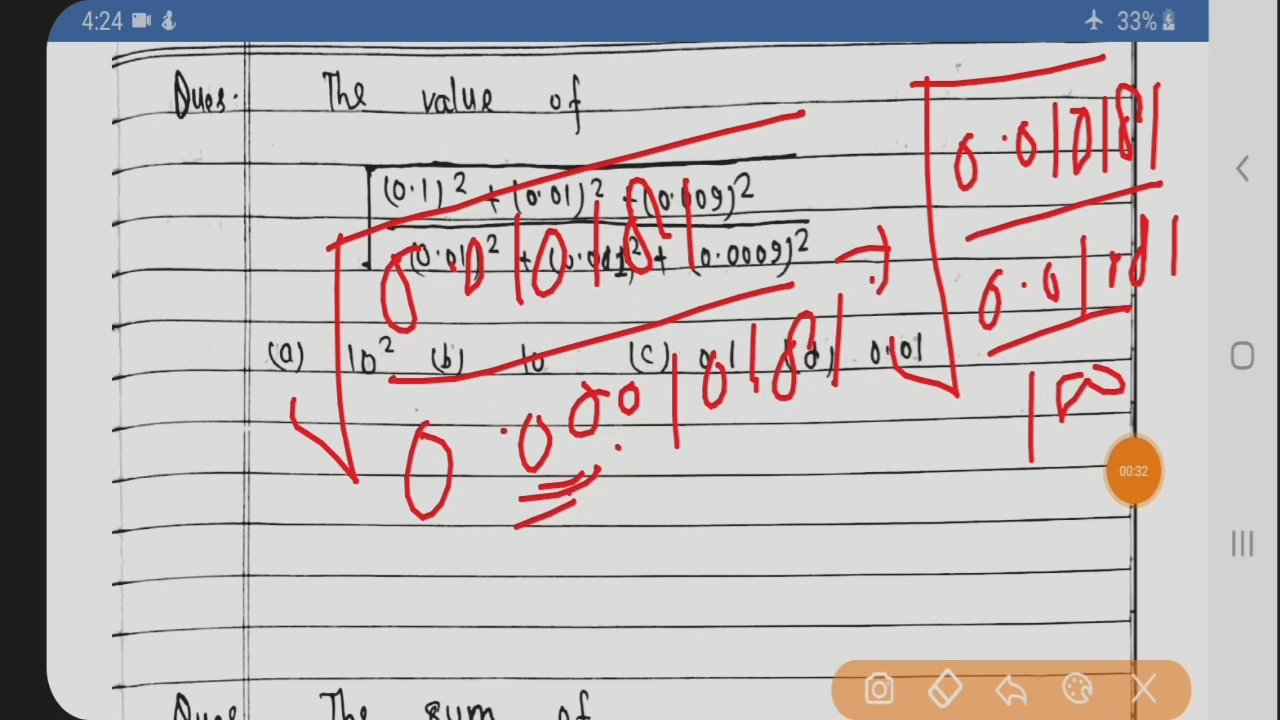 4:24 33%
Ques. The value of
(0.1)² + (0.01)² + (0.009)²
(0.01)² + (0.001)² + (0.0009)²
(a) 10² (b) 10 (c) 0.1 (d) 0.01
0.010181
0.00010181
0.010181
100
00:32
Ques The sum of